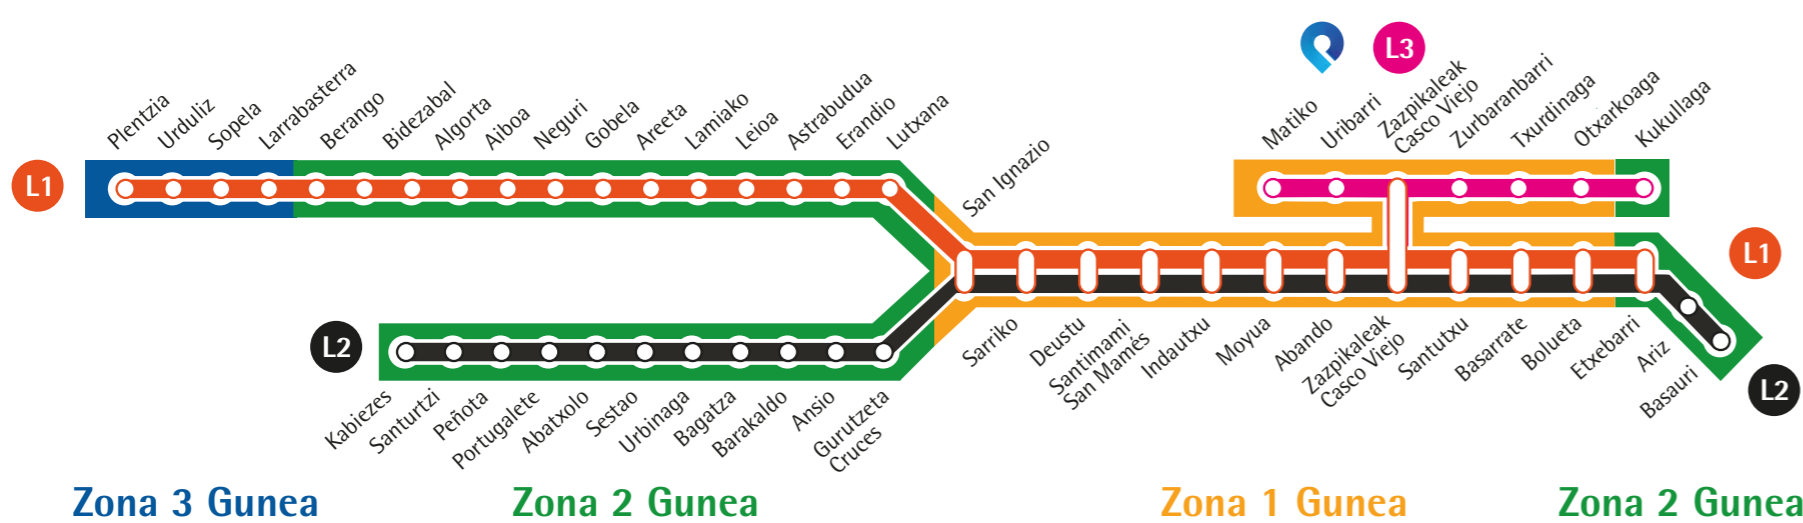 L3
Plentzia
Urduliz
Sopela
Larrabasterra
Berango
Bidezabal
Algorta
Aiboa
Neguri
Gobela
Areeta
Lamiako
Leioa
Astrabudua
Erandio
Lutxana
San Ignazio
Matiko
Uribarri
Zazpikaleak
Casco Viejo
Zurbaranbarri
Txurdinaga
Otxarkoaga
Kukullaga
L1
L1
L2
Kabiezes
Santurtzi
Peñota
Portugalete
Abatxolo
Sestao
Urbinaga
Bagatza
Barakaldo
Ansio
Gurutzeta
Cruces
Sarriko
Deustu
Santimami
San Mamés
Indautxu
Moyua
Abando
Zazpikaleak
Casco Viejo
Santutxu
Basarrate
Bolueta
Etxebarri
Ariz
Basauri
L2
Zona 3 Gunea
Zona 2 Gunea
Zona 1 Gunea
Zona 2 Gunea